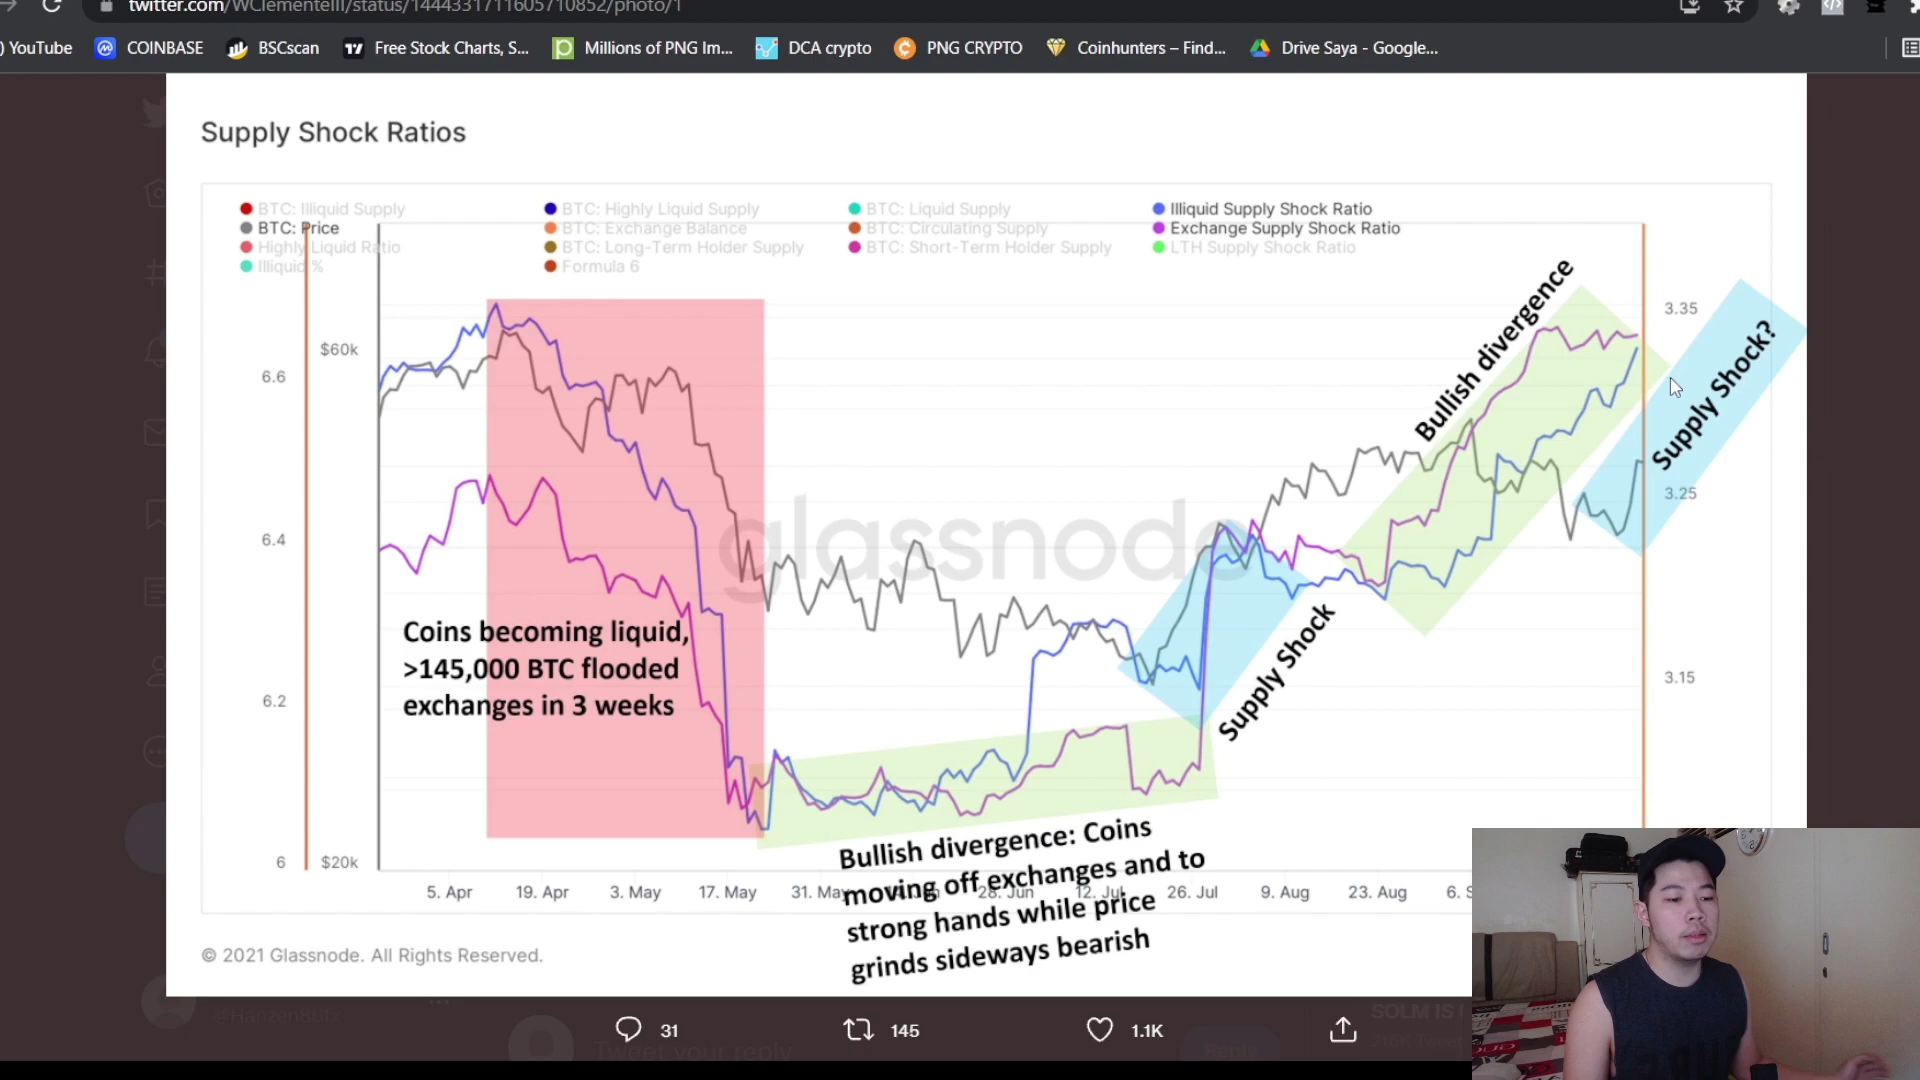 twitter.com/WClementeIII/status/1444331711605710852/photo/1
) YouTube
COINBASE
BSCscan
Free Stock Charts, S...
Millions of PNG Im...
DCA crypto
PNG CRYPTO
Coinhunters – Find...
Drive Saya - Google...
Supply Shock Ratios
BTC: Illiquid Supply
BTC: Highly Liquid Supply
BTC: Liquid Supply
Illiquid Supply Shock Ratio
BTC: Price
BTC: Exchange Balance
BTC: Circulating Supply
Exchange Supply Shock Ratio
Highly Liquid Ratio
BTC: Long-Term Holder Supply
BTC: Short-Term Holder Supply
LTH Supply Shock Ratio
Illiquid %
Formula 6
6.6
6.4
6.2
6
$60k
$20k
3.35
3.25
3.15
glassnode
Coins becoming liquid,
>145,000 BTC flooded
exchanges in 3 weeks
Bullish divergence: Coins
moving off exchanges and to
strong hands while price
grinds sideways bearish
Supply Shock
Bullish divergence
Supply Shock?
5. Apr
19. Apr
3. May
17. May
31. May
28. Jun
12. Jul
26. Jul
9. Aug
23. Aug
6. S
© 2021 Glassnode. All Rights Reserved.
31
145
1.1K
Tweet your reply
Reply